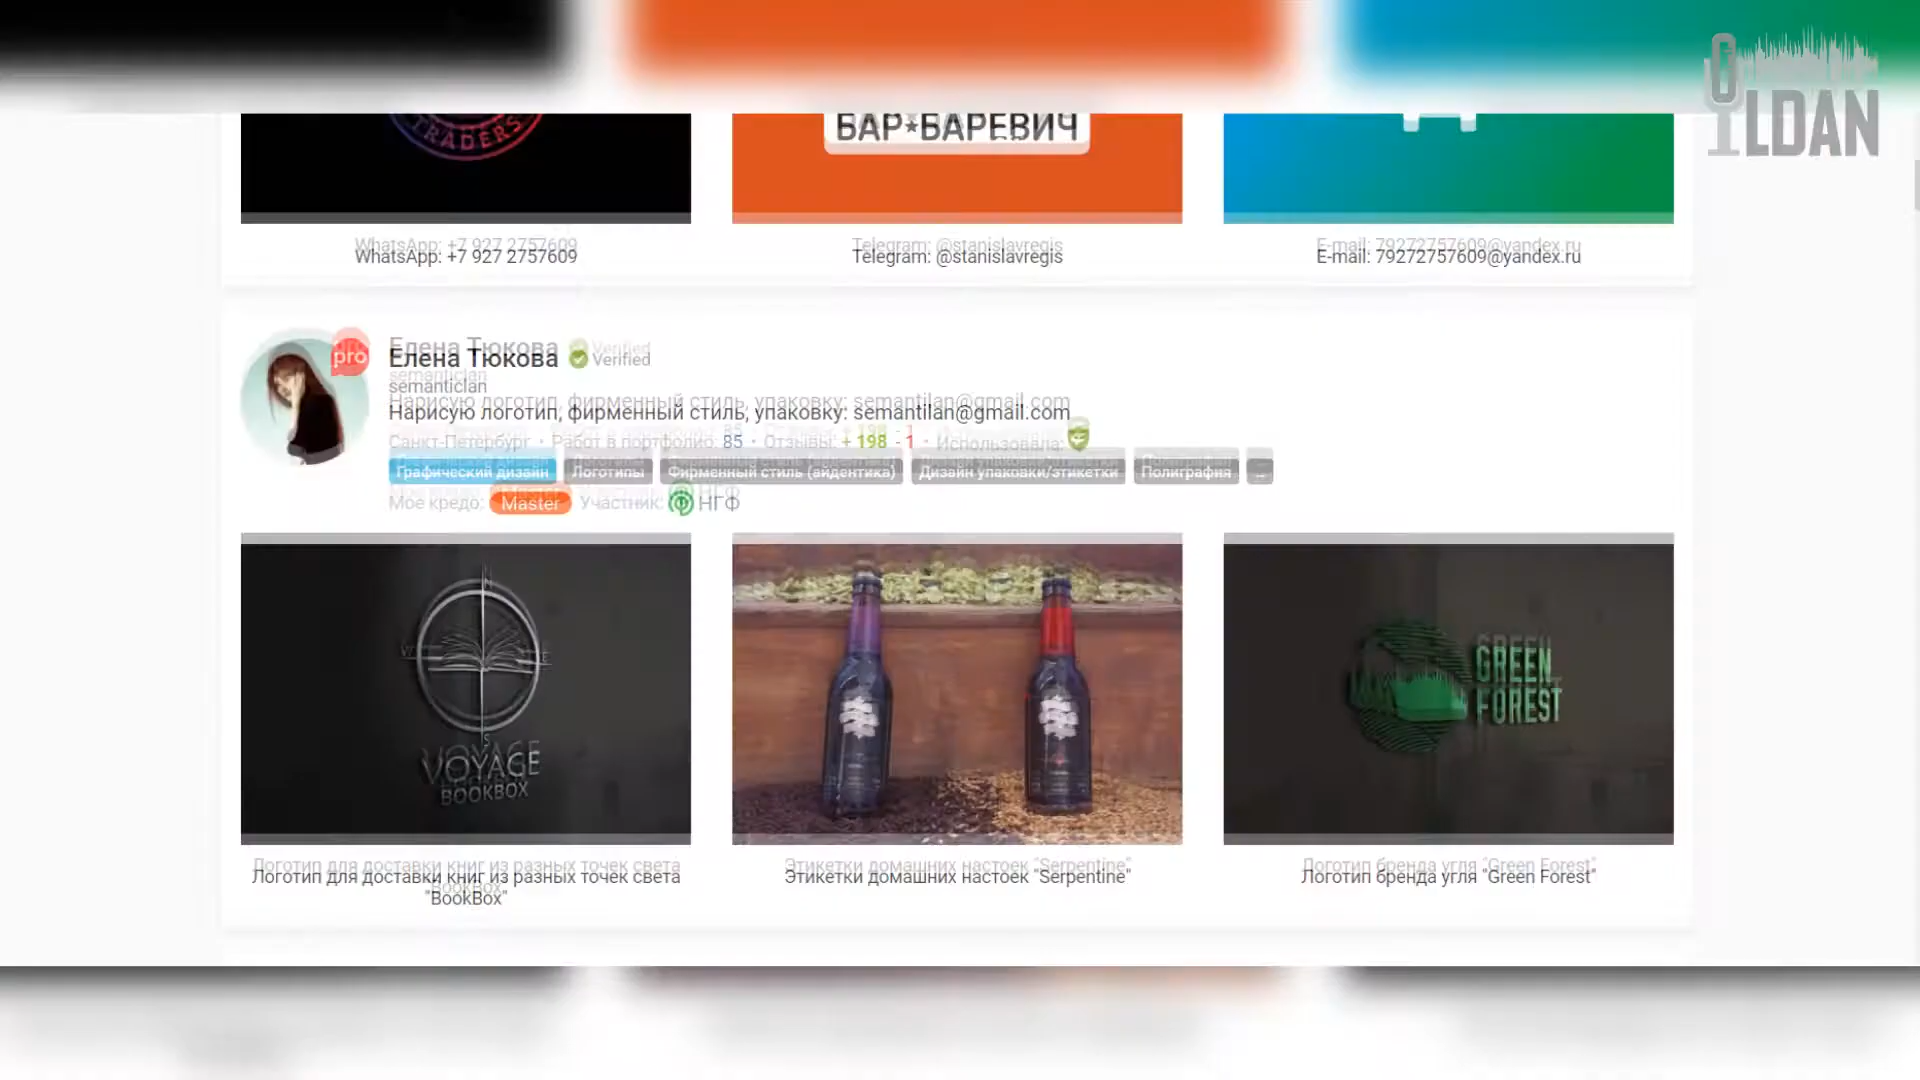 ILDAN
TRADERS
БАР★БАРЕВИЧ
WhatsApp: +7 927 2757609
Telegram: @stanislavregis
E-mail: 79272757609@yandex.ru
pro
Елена Тюкова Verified
semanticlan
Нарисую логотип, фирменный стиль, упаковку: semantilan@gmail.com
Санкт-Петербург · Работ в портфолио: 85 · Отзывы: + 198 - 1 · Использовала:
Графический дизайн Логотипы Фирменный стиль (айдентика) Дизайн упаковки/этикетки Полиграфия ...
Мое кредо: Master Участник: НГФ
N
E
S
VOYAGE
BOOKBOX
GREEN
FOREST
Логотип для доставки книг из разных точек света
"BookBox"
Этикетки домашних настоек "Serpentine"
Логотип бренда угля "Green Forest"